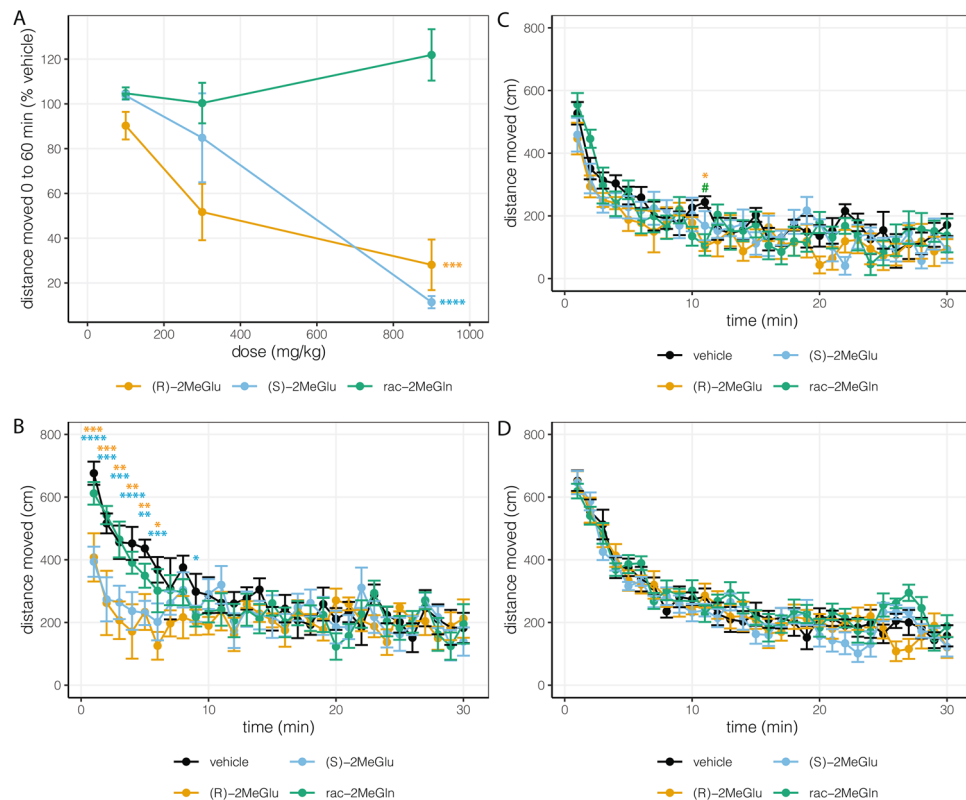 A
distance moved 0 to 60 min (% vehicle)
120
100
80
60
40
20
***
****
0
200
400
600
800
1000
dose (mg/kg)
(R)-2MeGlu
(S)-2MeGlu
rac-2MeGln
C
distance moved (cm)
800
600
400
200
0
*
#
0
10
20
30
time (min)
vehicle
(S)-2MeGlu
(R)-2MeGlu
rac-2MeGln
B
distance moved (cm)
800
600
400
200
0
***
****
***
***
**
***
**
****
**
**
*
***
*
0
10
20
30
time (min)
vehicle
(S)-2MeGlu
(R)-2MeGlu
rac-2MeGln
D
distance moved (cm)
800
600
400
200
0
0
10
20
30
time (min)
vehicle
(S)-2MeGlu
(R)-2MeGlu
rac-2MeGln